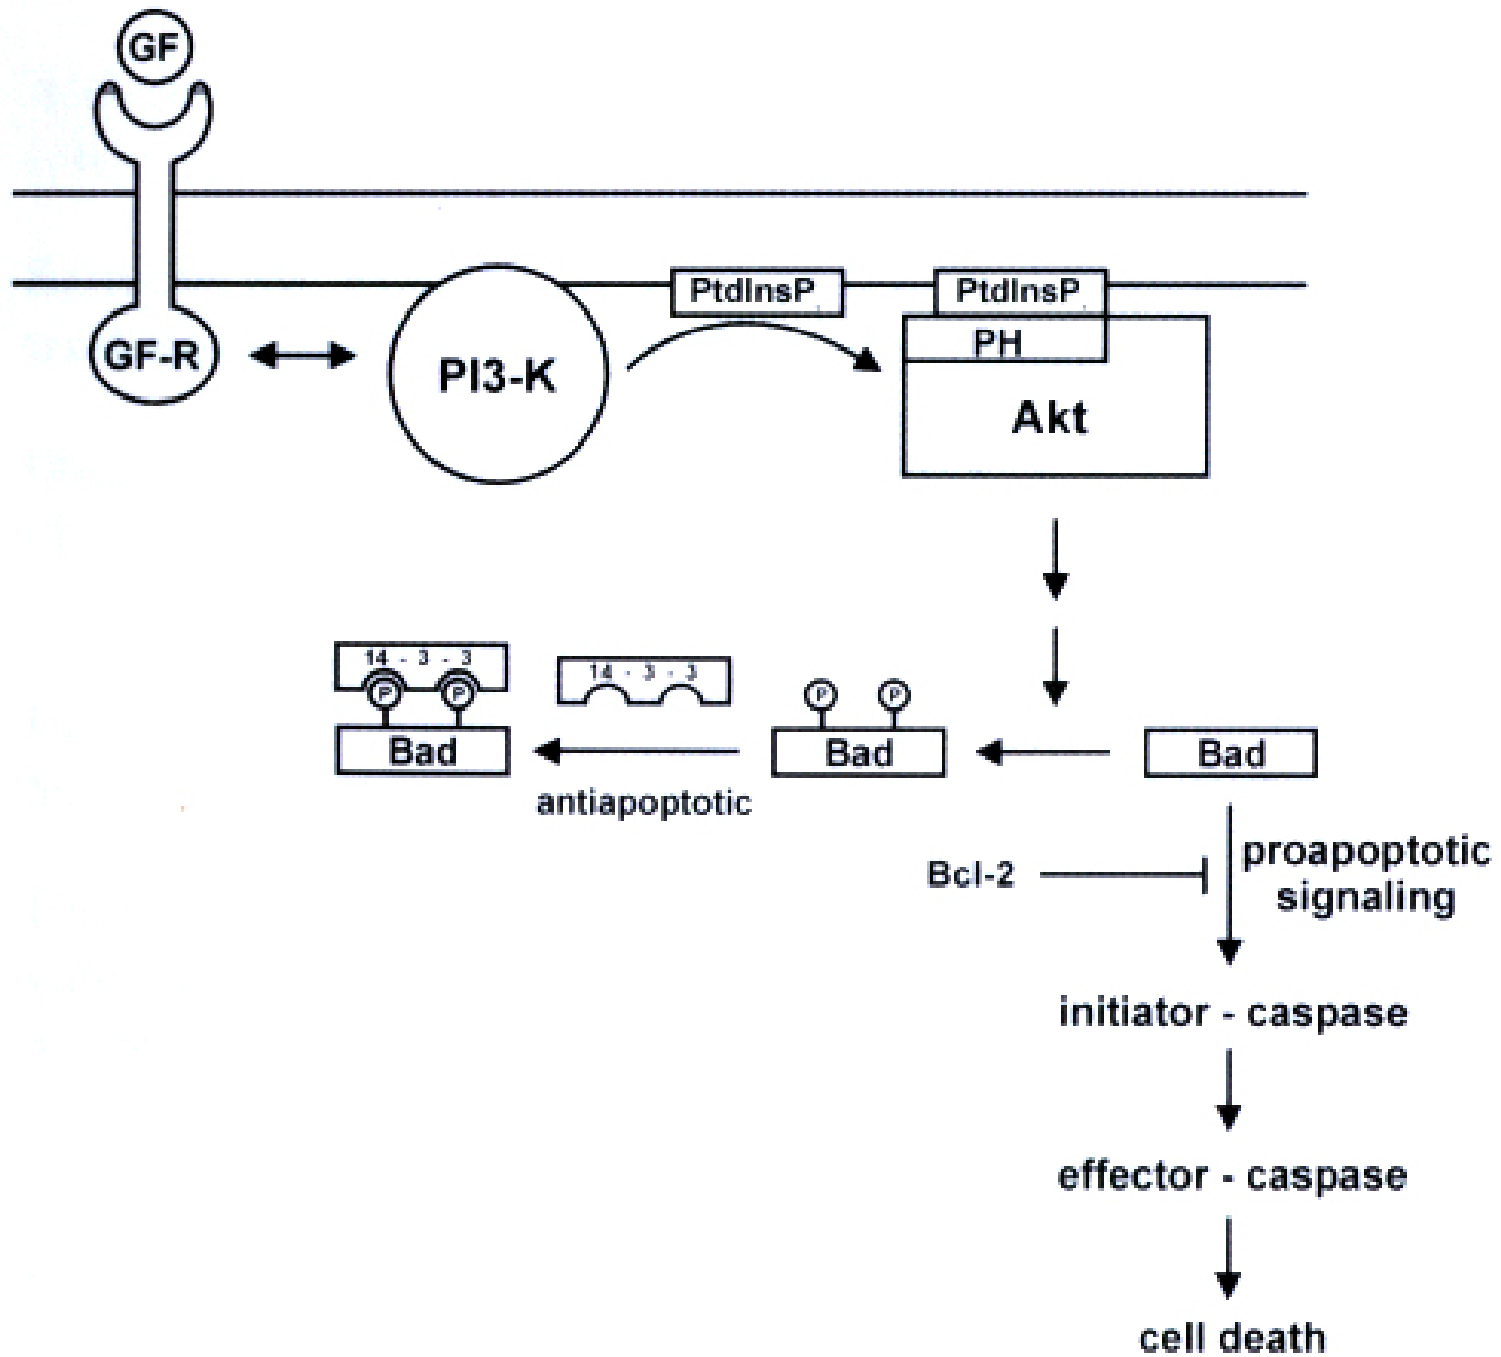 GF
PtdInsP
PtdInsP
GF-R
PI3-K
PH
Akt
14 - 3 - 3
14 - 3 - 3
P
P
P
P
Bad
Bad
Bad
antiapoptotic
Bcl-2
proapoptotic
signaling
initiator - caspase
effector - caspase
cell death